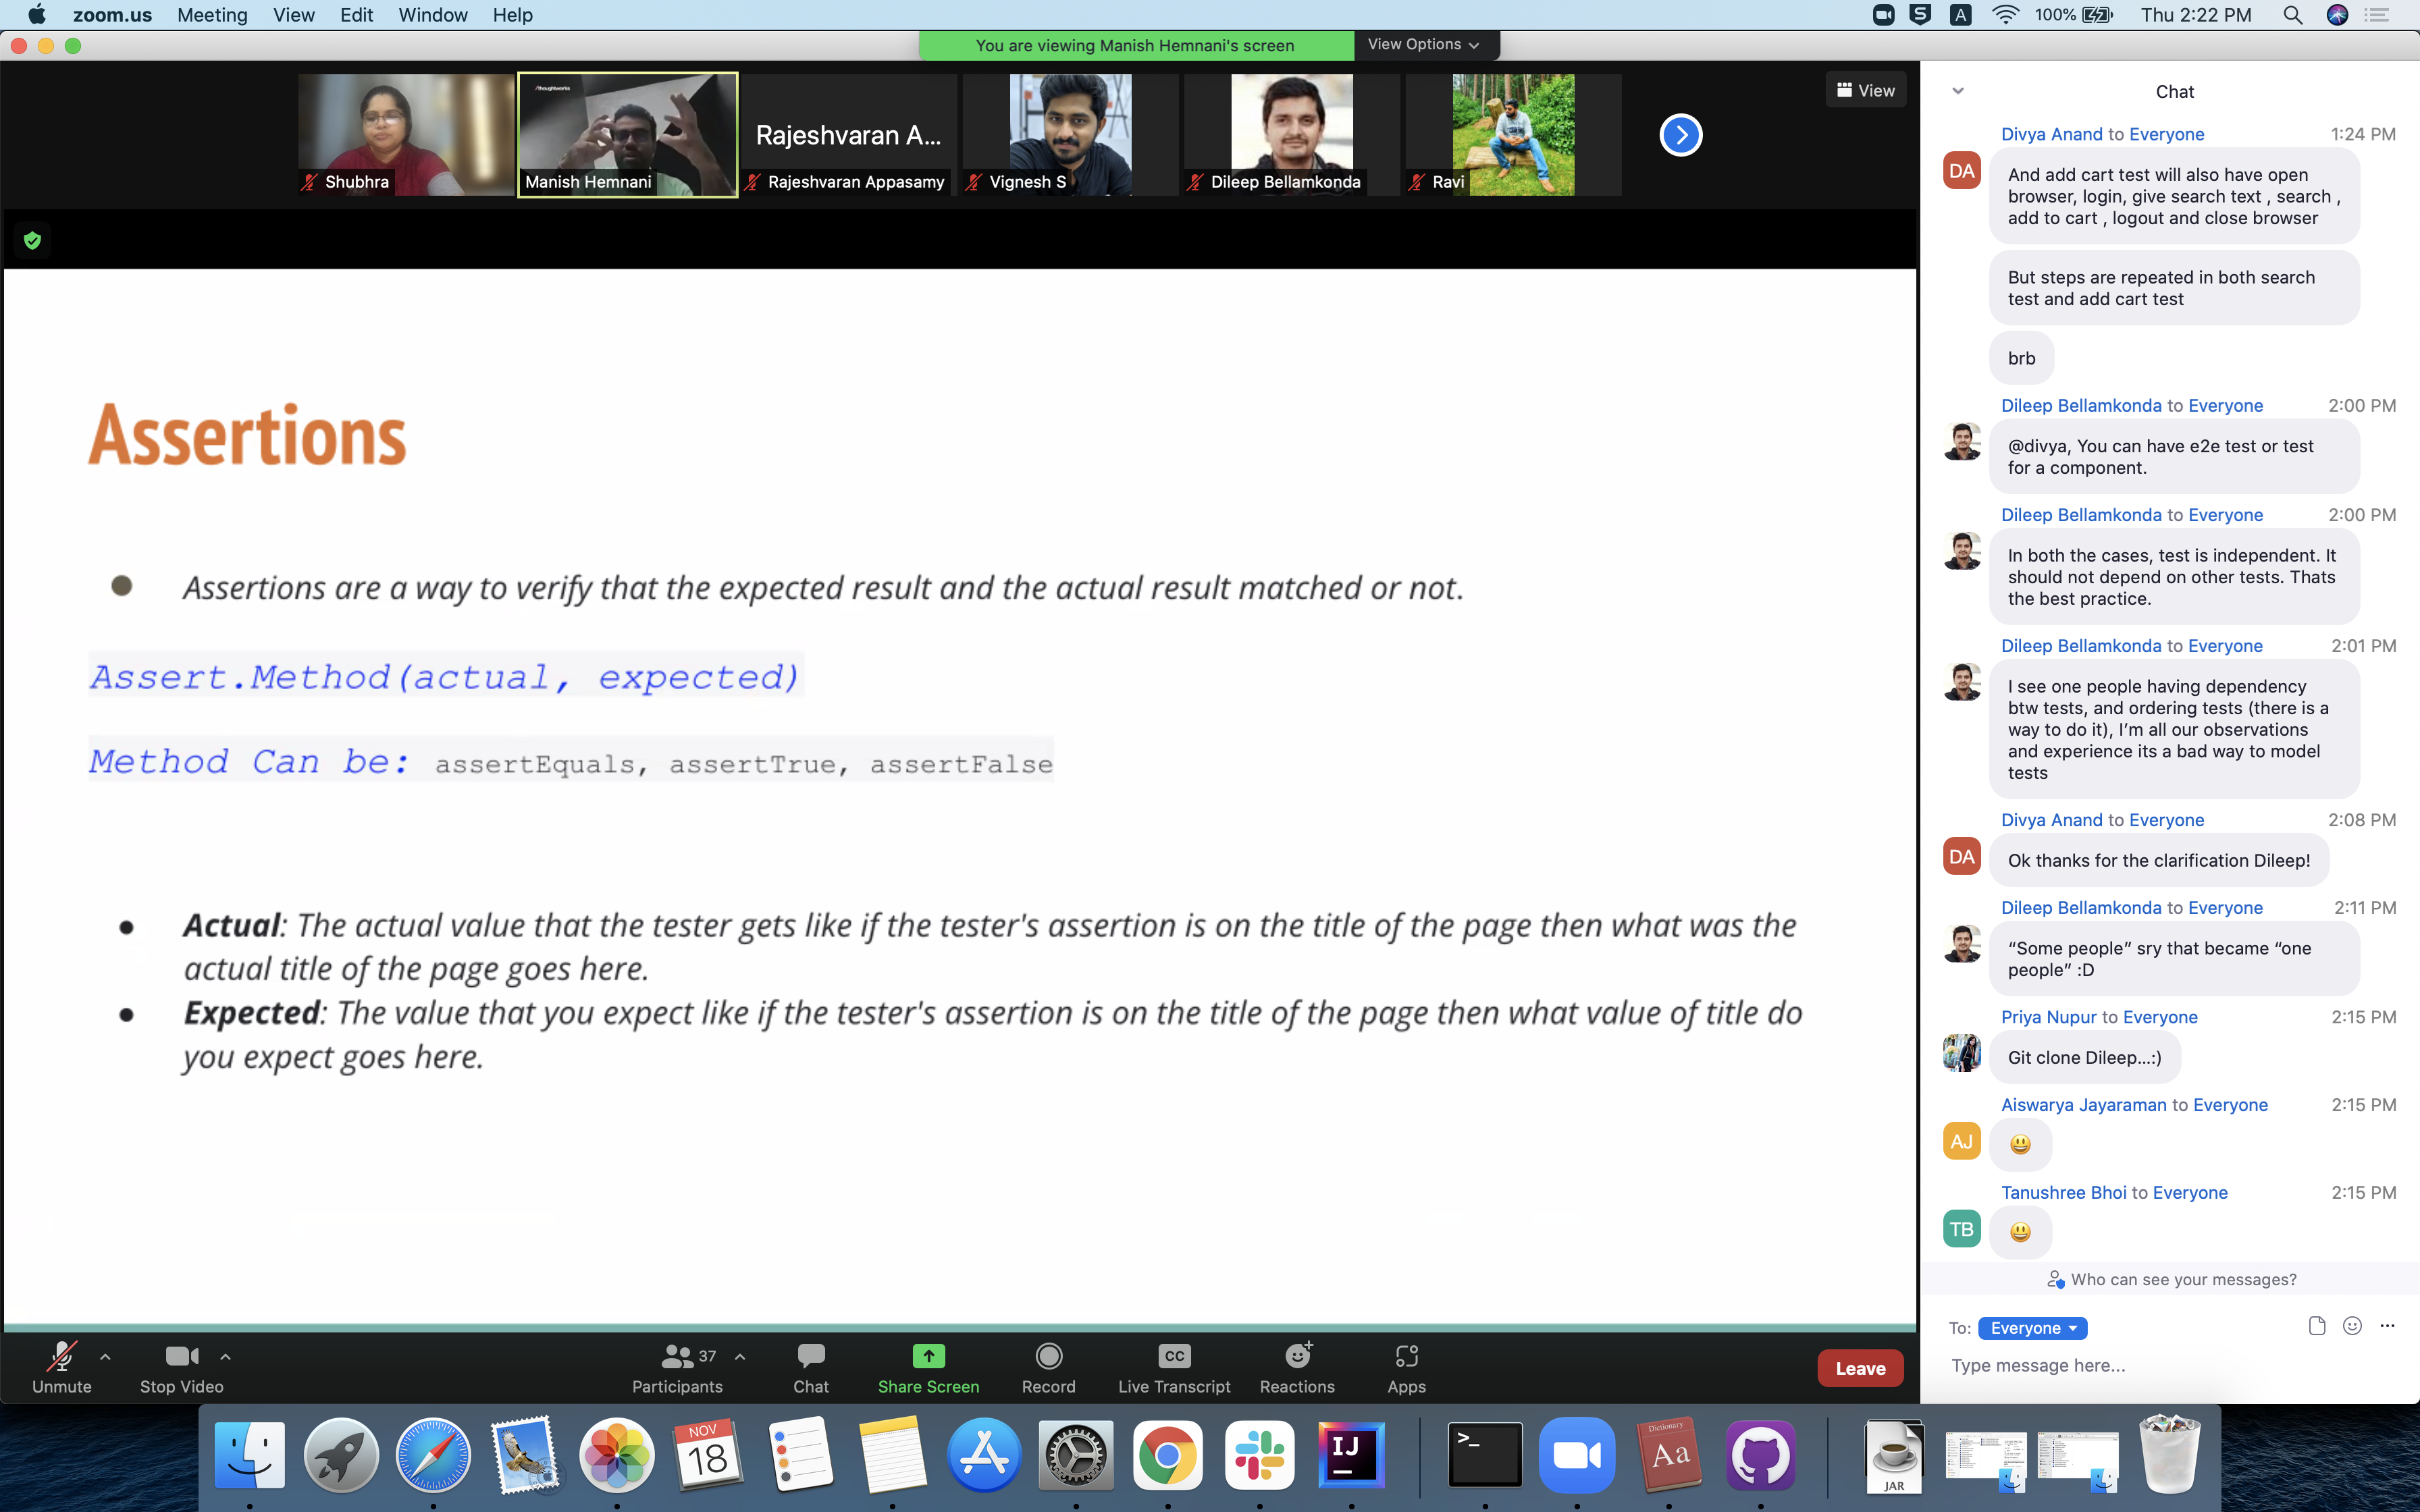 zoom.us Meeting View Edit Window Help
100% Thu 2:22 PM
You are viewing Manish Hemnani's screen View Options
/thoughtworks
Rajeshvaran A...
Shubhra
Manish Hemnani
Rajeshvaran Appasamy
Vignesh S
Dileep Bellamkonda
Ravi
View
Assertions
Assertions are a way to verify that the expected result and the actual result matched or not.
Assert.Method(actual, expected)
Method Can be: assertEquals, assertTrue, assertFalse
Actual: The actual value that the tester gets like if the tester's assertion is on the title of the page then what was the
actual title of the page goes here.
Expected: The value that you expect like if the tester's assertion is on the title of the page then what value of title do
you expect goes here.
Chat
Divya Anand to Everyone 1:24 PM
DA
And add cart test will also have open
browser, login, give search text , search ,
add to cart , logout and close browser
But steps are repeated in both search
test and add cart test
brb
Dileep Bellamkonda to Everyone 2:00 PM
@divya, You can have e2e test or test
for a component.
Dileep Bellamkonda to Everyone 2:00 PM
In both the cases, test is independent. It
should not depend on other tests. Thats
the best practice.
Dileep Bellamkonda to Everyone 2:01 PM
I see one people having dependency
btw tests, and ordering tests (there is a
way to do it), I'm all our observations
and experience its a bad way to model
tests
Divya Anand to Everyone 2:08 PM
DA
Ok thanks for the clarification Dileep!
Dileep Bellamkonda to Everyone 2:11 PM
“Some people” sry that became “one
people” :D
Priya Nupur to Everyone 2:15 PM
Git clone Dileep...:)
Aiswarya Jayaraman to Everyone 2:15 PM
AJ
😃
Tanushree Bhoi to Everyone 2:15 PM
TB
😃
Who can see your messages?
To: Everyone
Type message here...
37
CC
Unmute
Stop Video
Participants
Chat
Share Screen
Record
Live Transcript
Reactions
Apps
Leave
NOV
18
IJ
>_
Dictionary
Aa
JAR